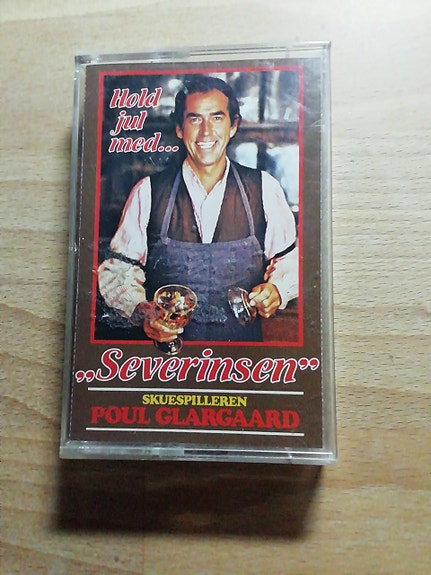 Hold
jul
med...
„Severinsen”
SKUESPILLEREN
POUL GLARGAARD